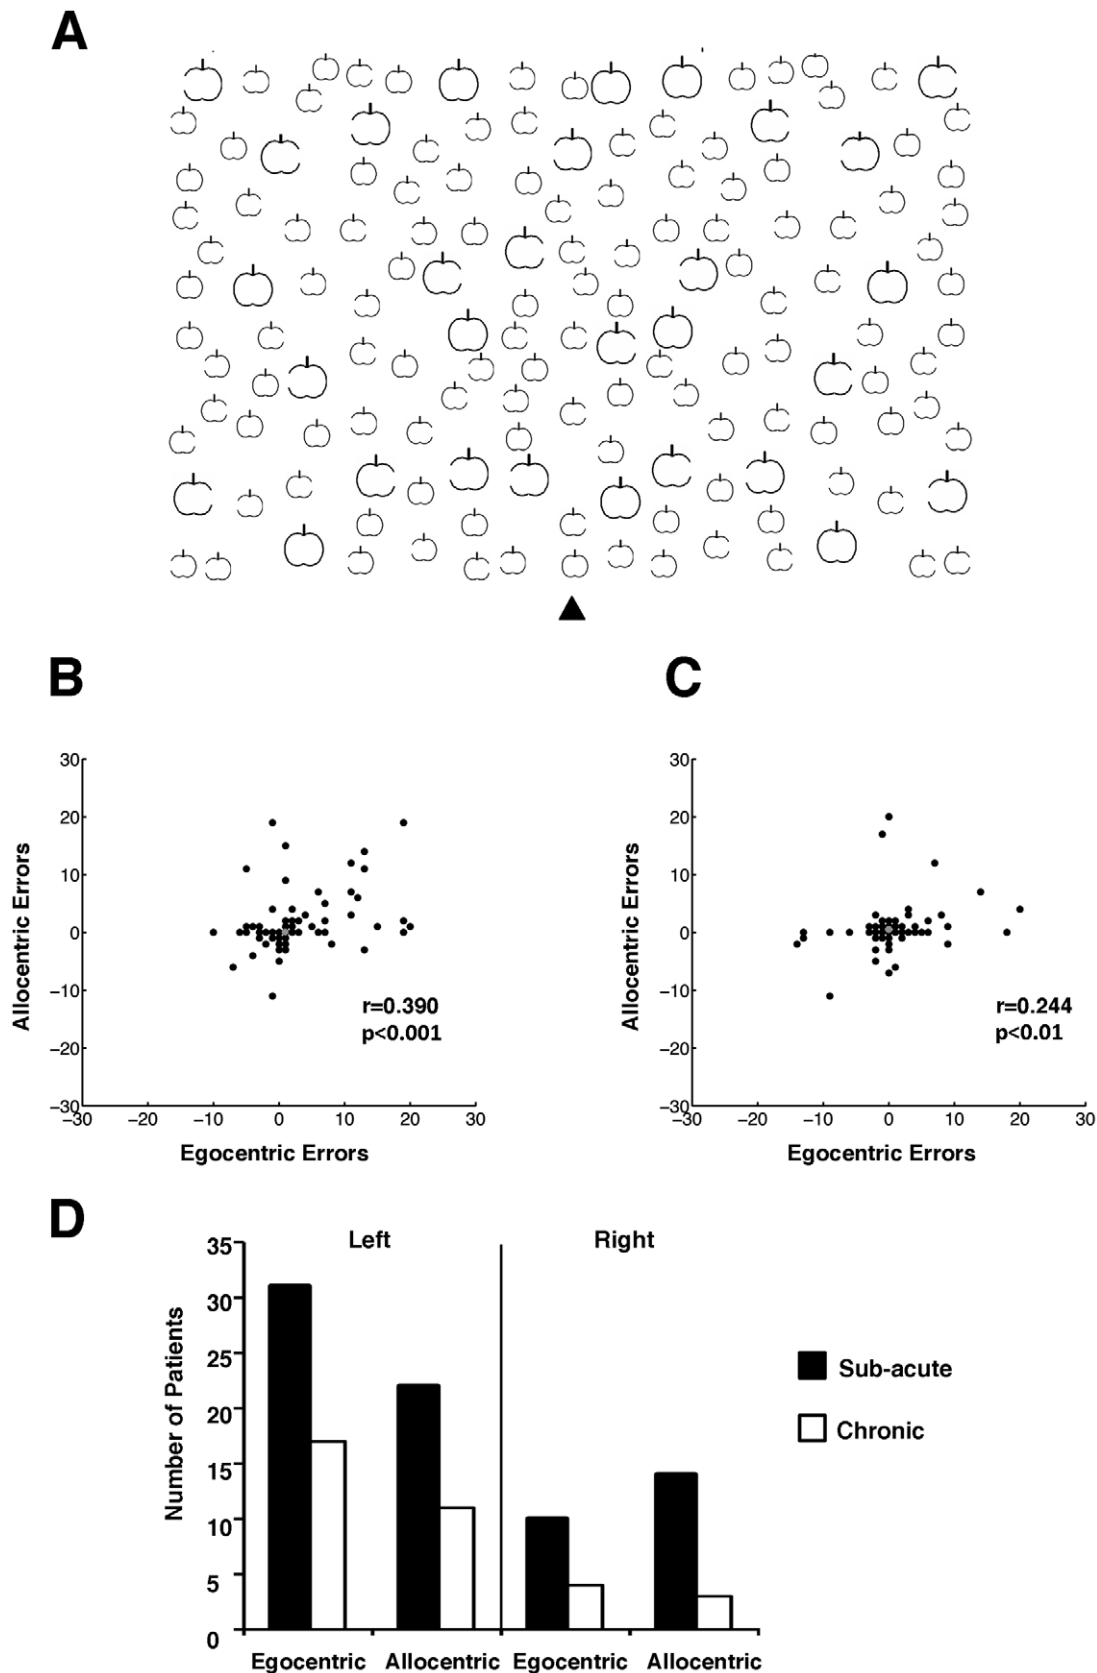 A
B
C
30
20
10
0
−10
−20
−30
−30
−20
−10
0
10
20
30
Allocentric Errors
Egocentric Errors
r=0.390
p<0.001
30
20
10
0
−10
−20
−30
−30
−20
−10
0
10
20
30
Allocentric Errors
Egocentric Errors
r=0.244
p<0.01
D
Left
Right
35
30
25
20
15
10
5
0
Number of Patients
Egocentric
Allocentric
Egocentric
Allocentric
Sub-acute
Chronic